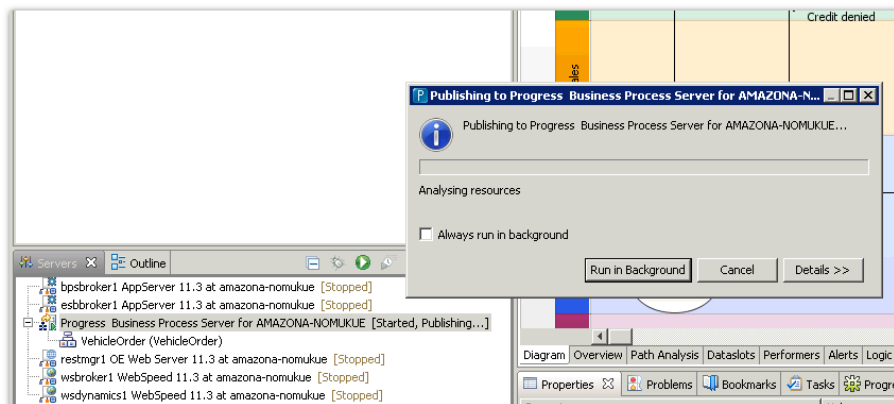 Credit denied
Publishing to Progress Business Process Server for AMAZONA-N...
Publishing to Progress Business Process Server for AMAZONA-NOMUKUE...
Analysing resources
Always run in background
Run in Background
Cancel
Details >>
Servers
Outline
bpsbroker1 AppServer 11.3 at amazona-nomukue [Stopped]
esbbroker1 AppServer 11.3 at amazona-nomukue [Stopped]
Progress Business Process Server for AMAZONA-NOMUKUE [Started, Publishing...]
VehicleOrder (VehicleOrder)
restmgr1 OE Web Server 11.3 at amazona-nomukue [Stopped]
wsbroker1 WebSpeed 11.3 at amazona-nomukue [Stopped]
wsdynamics1 WebSpeed 11.3 at amazona-nomukue [Stopped]
Diagram Overview Path Analysis Dataslots Performers Alerts Logic
Properties Problems Bookmarks Tasks Progre